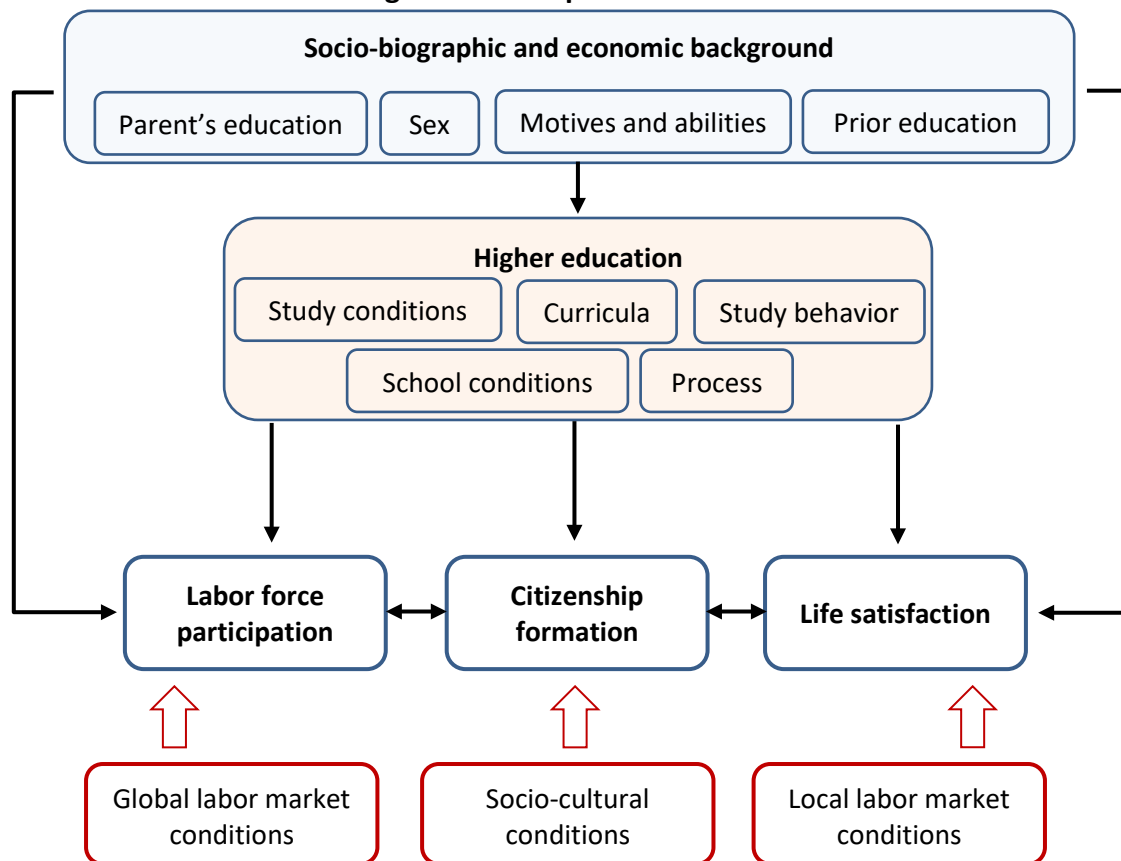 Socio-biographic and economic background
Parent's education
Sex
Motives and abilities
Prior education
Higher education
Study conditions
Curricula
Study behavior
School conditions
Process
Labor force
participation
Citizenship
formation
Life satisfaction
Global labor market
conditions
Socio-cultural
conditions
Local labor market
conditions